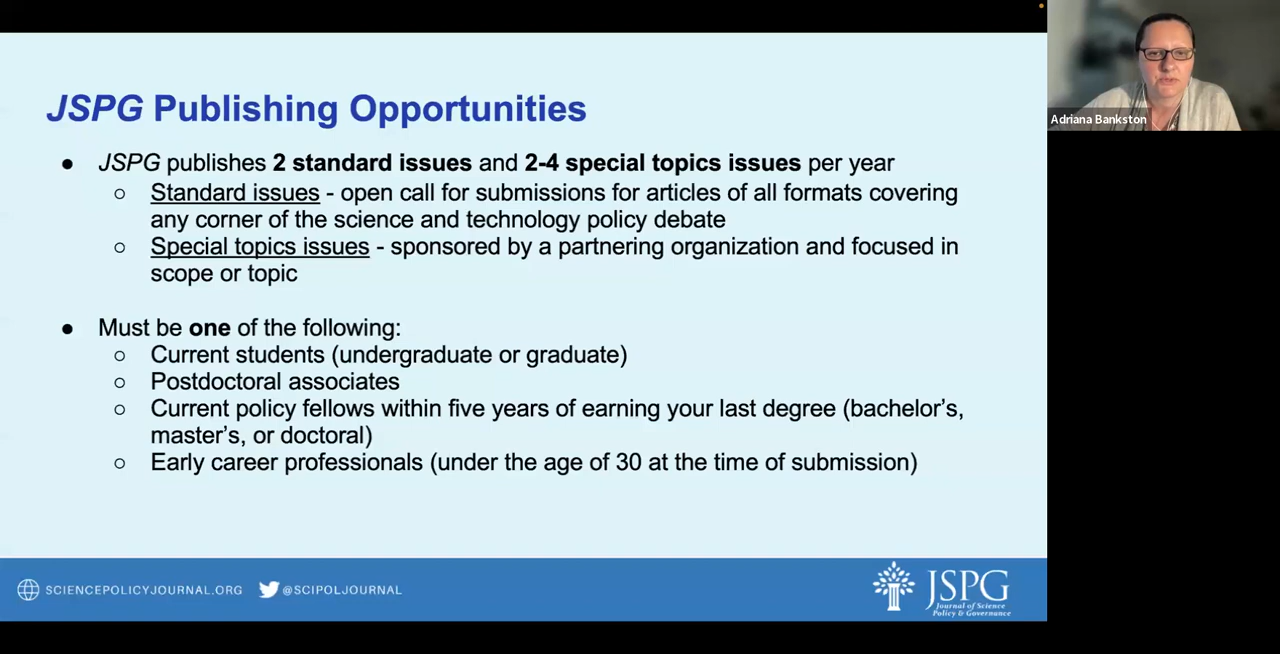 JSPG Publishing Opportunities
● JSPG publishes 2 standard issues and 2-4 special topics issues per year
○ Standard issues - open call for submissions for articles of all formats covering
any corner of the science and technology policy debate
○ Special topics issues - sponsored by a partnering organization and focused in
scope or topic
● Must be one of the following:
○ Current students (undergraduate or graduate)
○ Postdoctoral associates
○ Current policy fellows within five years of earning your last degree (bachelor’s,
master’s, or doctoral)
○ Early career professionals (under the age of 30 at the time of submission)
SCIENCEPOLICYJOURNAL.ORG @SCIPOLJOURNAL
JSPG
Journal of Science
Policy & Governance
Adriana Bankston